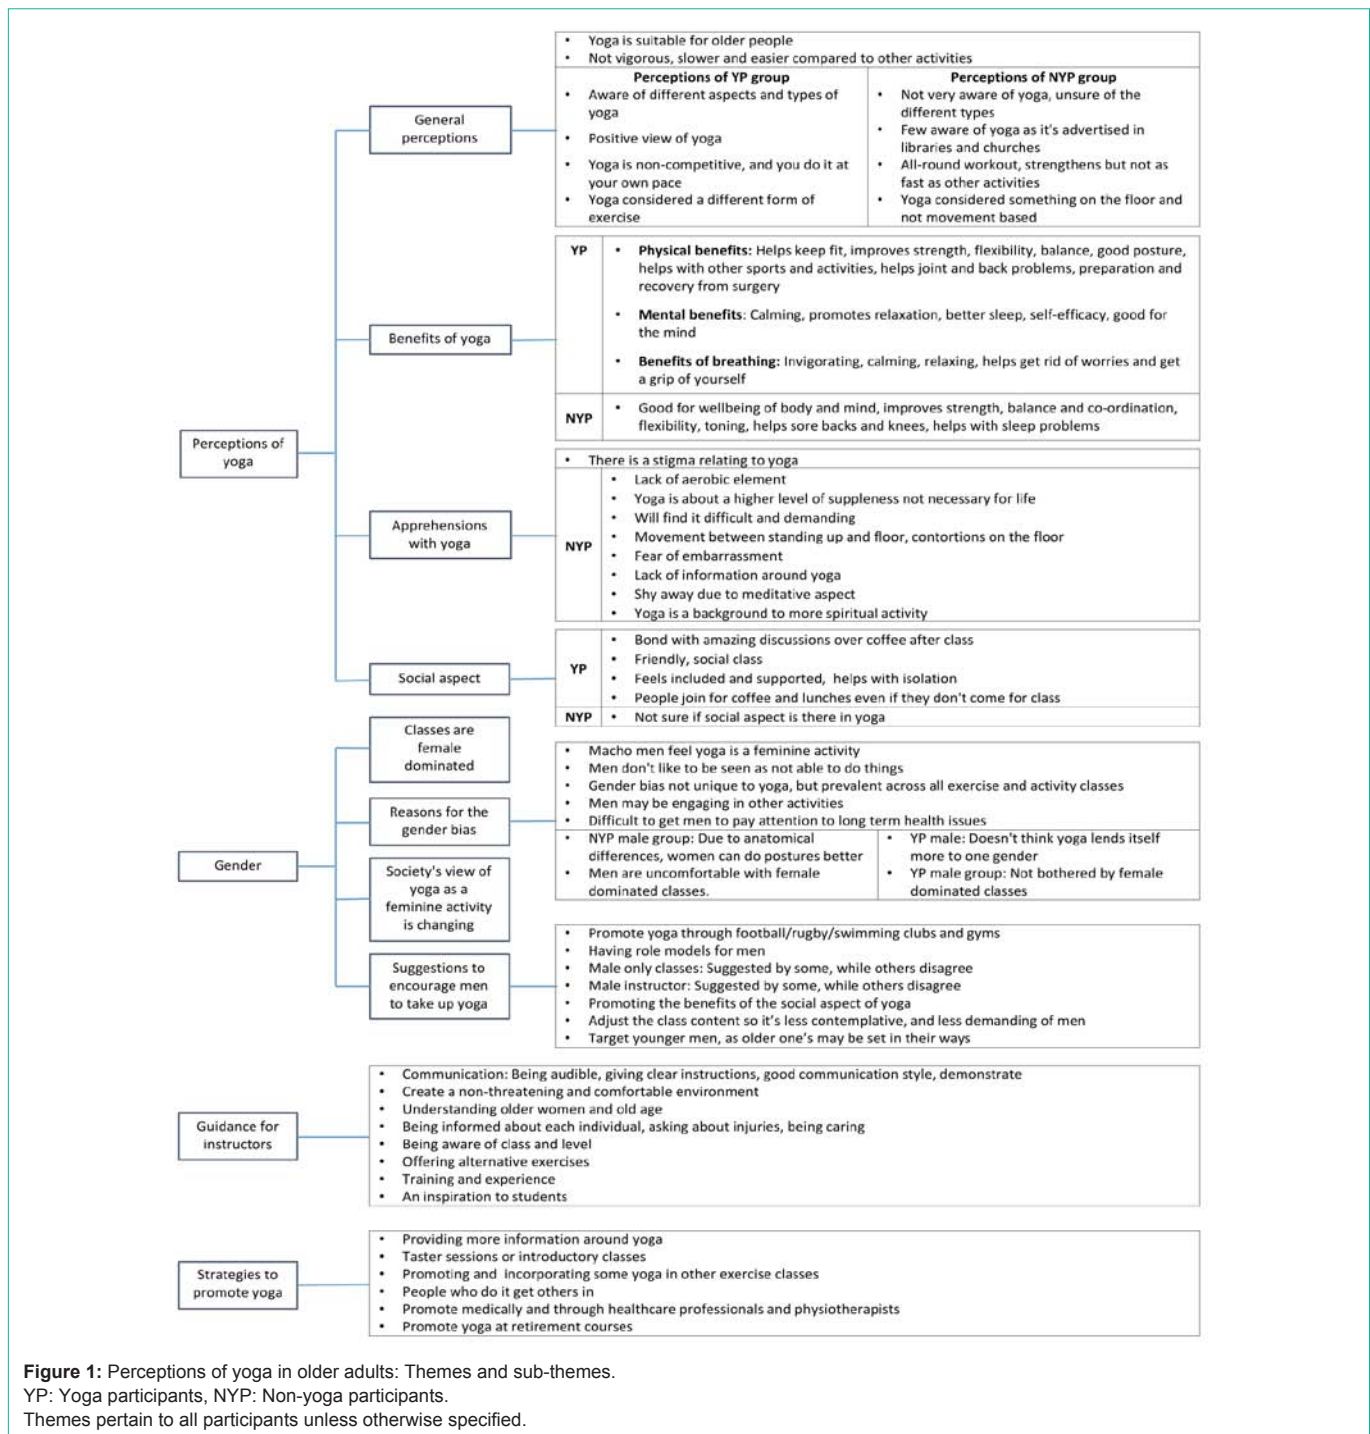 • Yoga is suitable for older people
• Not vigorous, slower and easier compared to other activities
General
perceptions
Perceptions of YP group
• Aware of different aspects and types of
yoga
• Positive view of yoga
• Yoga is non-competitive, and you do it at
your own pace
• Yoga considered a different form of
exercise
Perceptions of NYP group
• Not very aware of yoga, unsure of the
different types
• Few aware of yoga as it's advertised in
libraries and churches
• All-round workout, strengthens but not as
fast as other activities
• Yoga considered something on the floor and
not movement based
Perceptions of
yoga
Benefits of yoga
YP
• Physical benefits: Helps keep fit, improves strength, flexibility, balance, good posture,
helps with other sports and activities, helps joint and back problems, preparation and
recovery from surgery
• Mental benefits: Calming, promotes relaxation, better sleep, self-efficacy, good for
the mind
• Benefits of breathing: Invigorating, calming, relaxing, helps get rid of worries and get
a grip of yourself
NYP
• Good for wellbeing of body and mind, improves strength, balance and co-ordination,
flexibility, toning, helps sore backs and knees, helps with sleep problems
Apprehensions
with yoga
• There is a stigma relating to yoga
NYP
• Lack of aerobic element
• Yoga is about a higher level of suppleness not necessary for life
• Will find it difficult and demanding
• Movement between standing up and floor, contortions on the floor
• Fear of embarrassment
• Lack of information around yoga
• Shy away due to meditative aspect
• Yoga is a background to more spiritual activity
Social aspect
YP
• Bond with amazing discussions over coffee after class
• Friendly, social class
• Feels included and supported, helps with isolation
• People join for coffee and lunches even if they don't come for class
NYP
• Not sure if social aspect is there in yoga
Gender
Classes are
female
dominated
Reasons for the
gender bias
• Macho men feel yoga is a feminine activity
• Men don't like to be seen as not able to do things
• Gender bias not unique to yoga, but prevalent across all exercise and activity classes
• Men may be engaging in other activities
• Difficult to get men to pay attention to long term health issues
• NYP male group: Due to anatomical
differences, women can do postures better
• Men are uncomfortable with female
dominated classes.
• YP male: Doesn't think yoga lends itself
more to one gender
• YP male group: Not bothered by female
dominated classes
Society's view of
yoga as a
feminine activity
is changing
Suggestions to
encourage men
to take up yoga
• Promote yoga through football/rugby/swimming clubs and gyms
• Having role models for men
• Male only classes: Suggested by some, while others disagree
• Male instructor: Suggested by some, while others disagree
• Promoting the benefits of the social aspect of yoga
• Adjust the class content so it's less contemplative, and less demanding of men
• Target younger men, as older one's may be set in their ways
Guidance for
instructors
• Communication: Being audible, giving clear instructions, good communication style, demonstrate
• Create a non-threatening and comfortable environment
• Understanding older women and old age
• Being informed about each individual, asking about injuries, being caring
• Being aware of class and level
• Offering alternative exercises
• Training and experience
• An inspiration to students
Strategies to
promote yoga
• Providing more information around yoga
• Taster sessions or introductory classes
• Promoting and incorporating some yoga in other exercise classes
• People who do it get others in
• Promote medically and through healthcare professionals and physiotherapists
• Promote yoga at retirement courses
Figure 1: Perceptions of yoga in older adults: Themes and sub-themes.
YP: Yoga participants, NYP: Non-yoga participants.
Themes pertain to all participants unless otherwise specified.